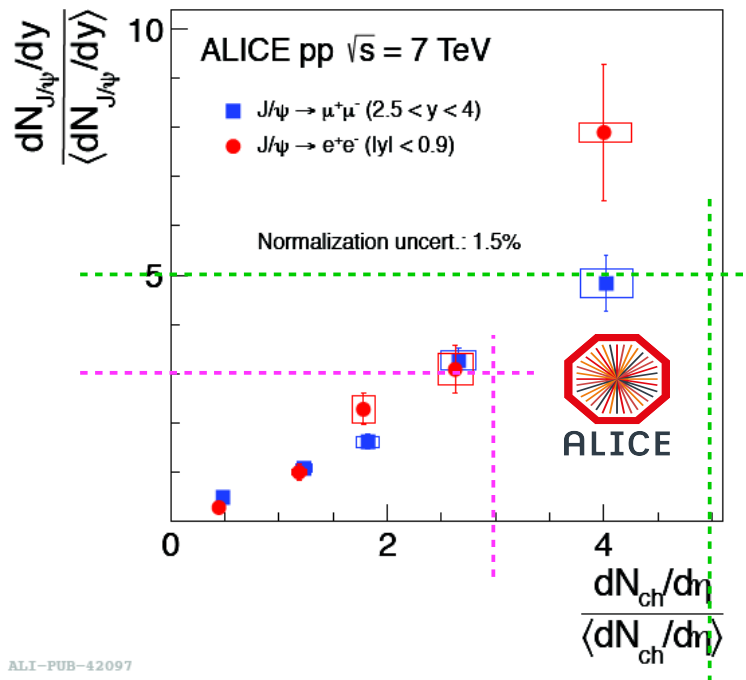 10
dN_J/ψ/dy
⟨dN_J/ψ/dy⟩
ALICE pp √s = 7 TeV
J/ψ → μ⁺μ⁻ (2.5 < y < 4)
J/ψ → e⁺e⁻ (|y| < 0.9)
Normalization uncert.: 1.5%
5
ALICE
0 2 4
dN_ch/dη
⟨dN_ch/dη⟩
ALI-PUB-42097